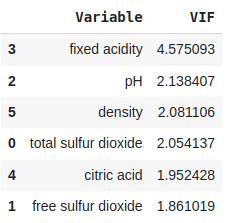 Variable VIF
3 fixed acidity 4.575093
2 pH 2.138407
5 density 2.081106
0 total sulfur dioxide 2.054137
4 citric acid 1.952428
1 free sulfur dioxide 1.861019